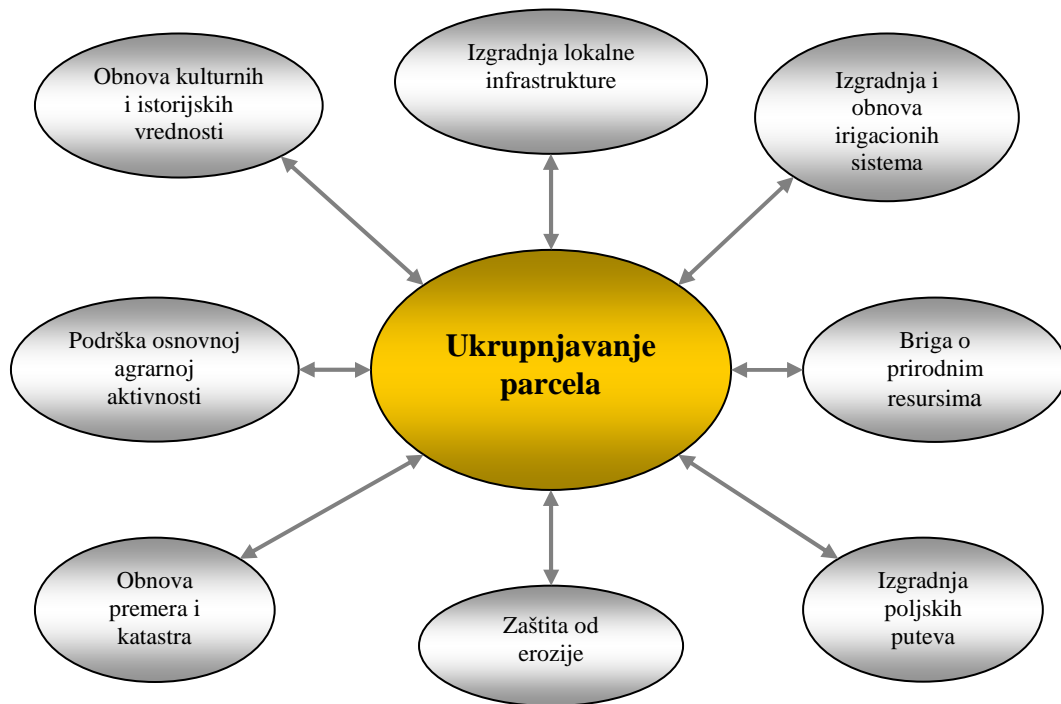 Obnova kulturnih
i istorijskih
vrednosti
Izgradnja lokalne
infrastrukture
Izgradnja i
obnova
irigacionih
sistema
Podrška osnovnoj
agrarnoj
aktivnosti
Ukrupnjavanje
parcela
Briga o
prirodnim
resursima
Obnova
premera i
katastra
Zaštita od
erozije
Izgradnja
poljskih
puteva